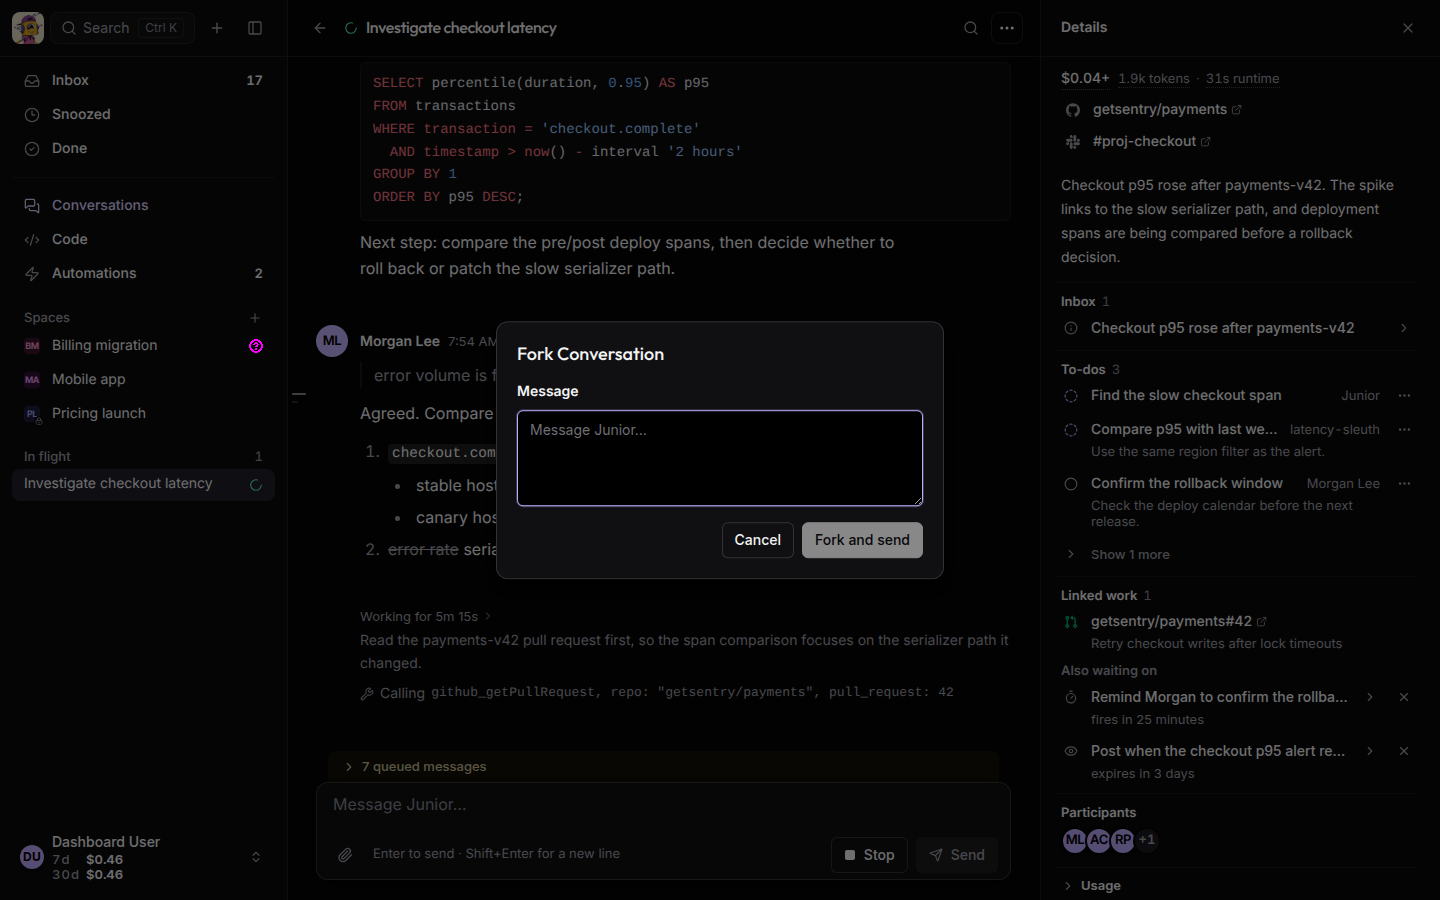 Search Ctrl K
Inbox 17
Snoozed
Done
Conversations
Code
Automations 2
Spaces
BM Billing migration
MA Mobile app
PL Pricing launch
In flight 1
Investigate checkout latency
DU Dashboard User
7d $0.46
30d $0.46
Investigate checkout latency
SELECT percentile(duration, 0.95) AS p95
FROM transactions
WHERE transaction = 'checkout.complete'
AND timestamp > now() - interval '2 hours'
GROUP BY 1
ORDER BY p95 DESC;
Next step: compare the pre/post deploy spans, then decide whether to
roll back or patch the slow serializer path.
ML Morgan Lee 7:54 AM
error volume is f
Agreed. Compare
1. checkout.com
• stable host
• canary hos
2. error rate seria
Fork Conversation
Message
Message Junior...
Cancel Fork and send
Working for 5m 15s
Read the payments-v42 pull request first, so the span comparison focuses on the serializer path it
changed.
Calling github_getPullRequest, repo: "getsentry/payments", pull_request: 42
7 queued messages
Message Junior...
Enter to send · Shift+Enter for a new line Stop Send
Details
$0.04+ 1.9k tokens · 31s runtime
getsentry/payments
#proj-checkout
Checkout p95 rose after payments-v42. The spike
links to the slow serializer path, and deployment
spans are being compared before a rollback
decision.
Inbox 1
Checkout p95 rose after payments-v42
To-dos 3
Find the slow checkout span Junior
Compare p95 with last we... latency-sleuth
Use the same region filter as the alert.
Confirm the rollback window Morgan Lee
Check the deploy calendar before the next
release.
Show 1 more
Linked work 1
getsentry/payments#42
Retry checkout writes after lock timeouts
Also waiting on
Remind Morgan to confirm the rollba...
fires in 25 minutes
Post when the checkout p95 alert re...
expires in 3 days
Participants
ML AC RP +1
Usage